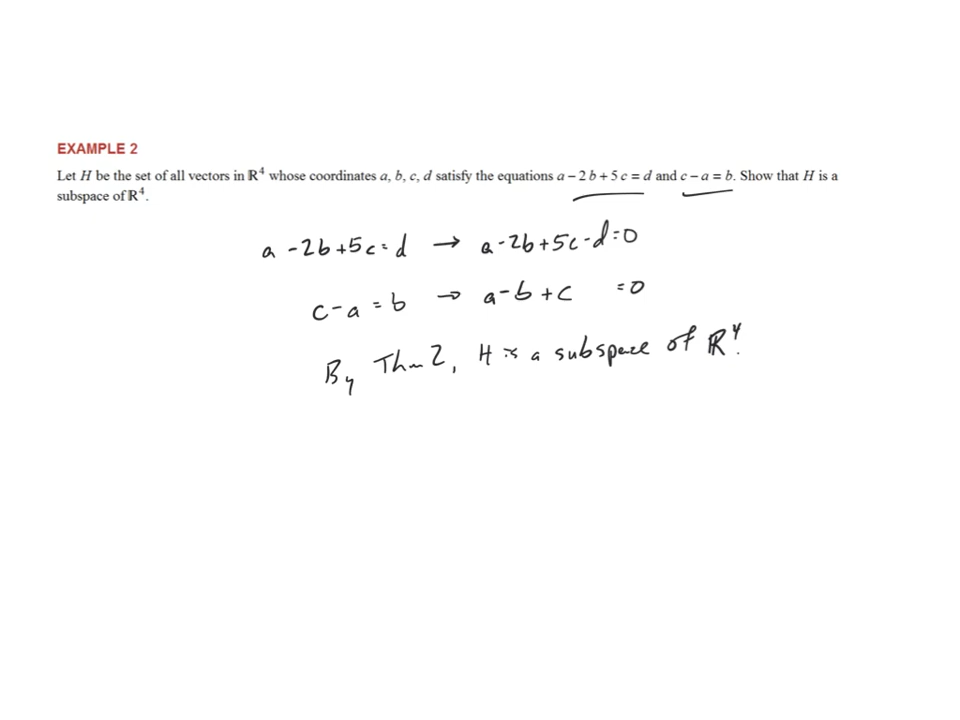 EXAMPLE 2
Let H be the set of all vectors in ℝ⁴ whose coordinates a, b, c, d satisfy the equations a − 2 b + 5 c = d and c − a = b. Show that H is a
subspace of ℝ⁴.
a - 2b + 5c = d → a - 2b + 5c - d = 0
c - a = b → a - b + c = 0
By Thm 2, H is a subspace of ℝ⁴.